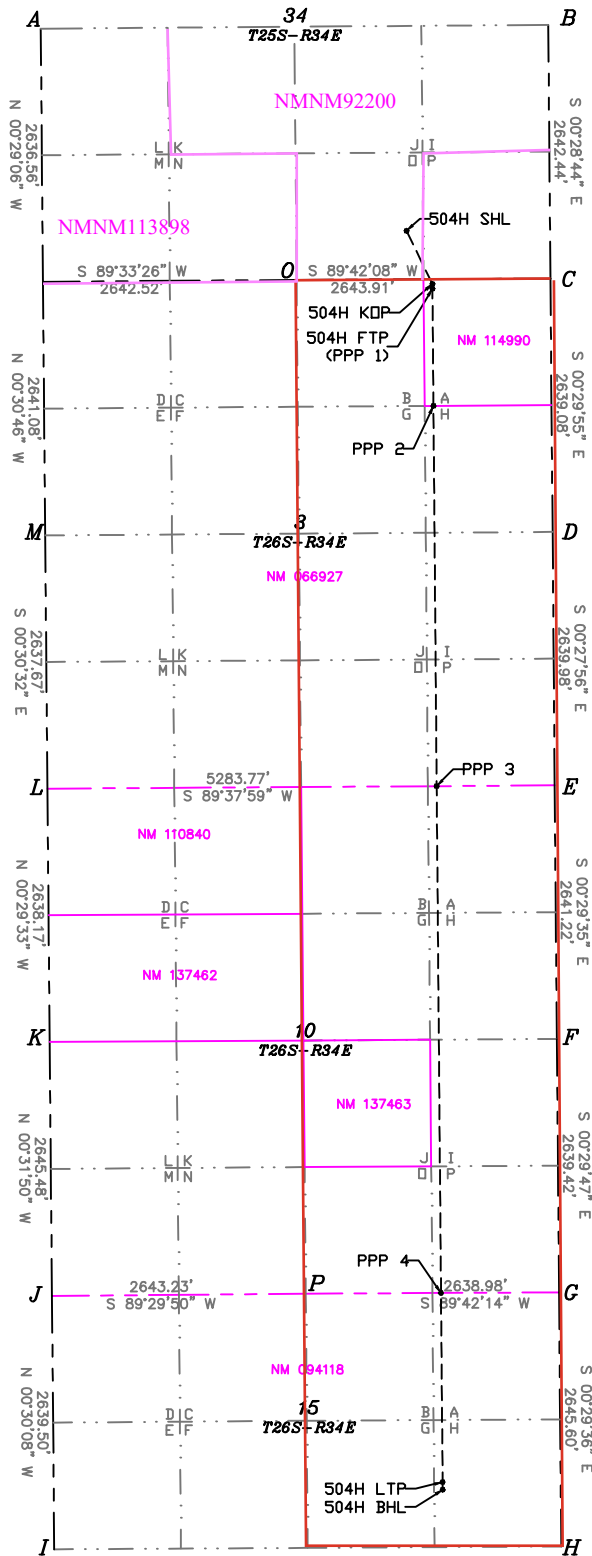 A
34
B
T25S-R34E
NMNM92200
L K
M N
J I
O P
2636.56'
N 00°29'06" W
S 00°28'44" E
2642.44'
504H SHL
NMNM113898
S 89°33'26" W
2642.52'
O
S 89°42'08" W
2643.91'
C
504H KOP
504H FTP
(PPP 1)
NM 114990
2641.08'
N 00°30'46" W
D C
E F
B A
G H
S 00°29'55" E
2639.08'
PPP 2
M
3
T26S-R34E
D
NM 066927
2637.67'
S 00°30'32" E
L K
M N
J I
O P
S 00°27'56" E
2639.98'
PPP 3
L
5283.77'
S 89°37'59" W
E
NM 110840
2638.17'
N 00°29'33" W
D C
E F
B A
G H
S 00°29'35" E
2641.22'
NM 137462
K
10
T26S-R34E
F
NM 137463
2645.48'
N 00°31'50" W
L K
M N
J I
O P
S 00°29'47" E
2639.42'
PPP 4
J
2643.23'
S 89°29'50" W
P
2638.98'
S 89°42'14" W
G
NM 094118
2639.50'
N 00°30'08" W
D C
E F
15
T26S-R34E
B A
G H
S 00°29'36" E
2645.60'
504H LTP
504H BHL
I
H